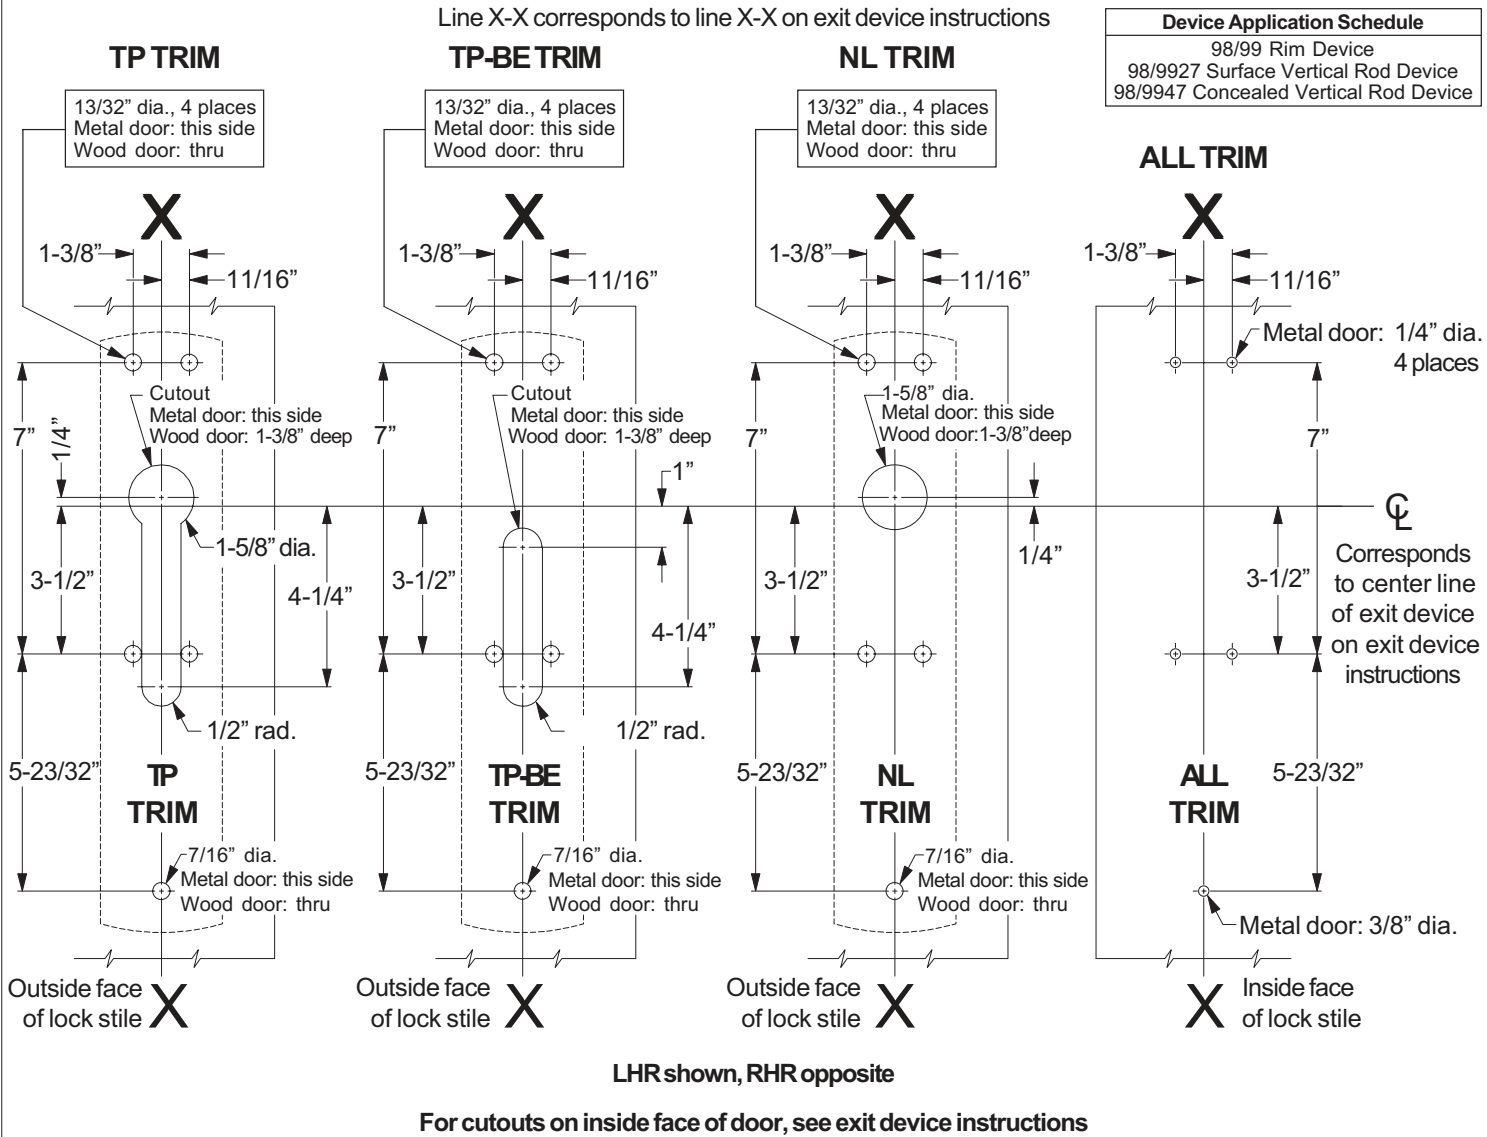 Line X-X corresponds to line X-X on exit device instructions
Device Application Schedule
98/99 Rim Device
98/9927 Surface Vertical Rod Device
98/9947 Concealed Vertical Rod Device
TP TRIM
13/32” dia., 4 places
Metal door: this side
Wood door: thru
X
1-3/8”
11/16”
Cutout
Metal door: this side
Wood door: 1-3/8” deep
7”
1/4”
1-5/8” dia.
3-1/2”
4-1/4”
1/2” rad.
5-23/32”
TP
TRIM
7/16” dia.
Metal door: this side
Wood door: thru
Outside face
of lock stile X
TP-BE TRIM
13/32” dia., 4 places
Metal door: this side
Wood door: thru
X
1-3/8”
11/16”
Cutout
Metal door: this side
Wood door: 1-3/8” deep
7”
1”
3-1/2”
4-1/4”
1/2” rad.
5-23/32”
TP-BE
TRIM
7/16” dia.
Metal door: this side
Wood door: thru
Outside face
of lock stile X
NL TRIM
13/32” dia., 4 places
Metal door: this side
Wood door: thru
X
1-3/8”
11/16”
1-5/8” dia.
Metal door: this side
Wood door:1-3/8”deep
7”
1/4”
3-1/2”
5-23/32”
NL
TRIM
7/16” dia.
Metal door: this side
Wood door: thru
Outside face
of lock stile X
ALL TRIM
X
1-3/8”
11/16”
Metal door: 1/4” dia.
4 places
7”
CL
Corresponds
to center line
of exit device
on exit device
instructions
3-1/2”
5-23/32”
ALL
TRIM
Metal door: 3/8” dia.
X Inside face
of lock stile
LHR shown, RHR opposite
For cutouts on inside face of door, see exit device instructions